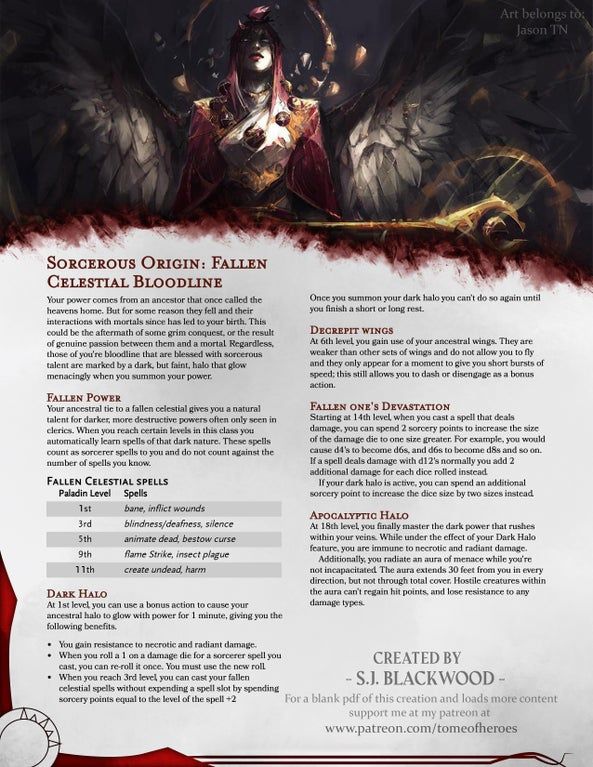 Art belongs to:
Jason TN
Sorcerous Origin: Fallen
Celestial Bloodline
Your power comes from an ancestor that once called the
heavens home. But for some reason they fell and their
interactions with mortals since has led to your birth. This
could be the aftermath of some grim conquest, or the result
of genuine passion between them and a mortal. Regardless,
those of you're bloodline that are blessed with sorcerous
talent are marked by a dark, but faint, halo that glow
menacingly when you summon your power.
Fallen Power
Your ancestral tie to a fallen celestial gives you a natural
talent for darker, more destructive powers often only seen in
clerics. When you reach certain levels in this class you
automatically learn spells of that dark nature. These spells
count as sorcerer spells to you and do not count against the
number of spells you know.
Fallen Celestial spells
Paladin Level Spells
1st bane, inflict wounds
3rd blindness/deafness, silence
5th animate dead, bestow curse
9th flame Strike, insect plague
11th create undead, harm
Dark Halo
At 1st level, you can use a bonus action to cause your
ancestral halo to glow with power for 1 minute, giving you the
following benefits.
• You gain resistance to necrotic and radiant damage.
• When you roll a 1 on a damage die for a sorcerer spell you
cast, you can re-roll it once. You must use the new roll.
• When you reach 3rd level, you can cast your fallen
celestial spells without expending a spell slot by spending
sorcery points equal to the level of the spell +2
Once you summon your dark halo you can't do so again until
you finish a short or long rest.
Decrepit wings
At 6th level, you gain use of your ancestral wings. They are
weaker than other sets of wings and do not allow you to fly
and they only appear for a moment to give you short bursts of
speed; this still allows you to dash or disengage as a bonus
action.
Fallen one's Devastation
Starting at 14th level, when you cast a spell that deals
damage, you can spend 2 sorcery points to increase the size
of the damage die to one size greater. For example, you would
cause d4's to become d6s, and d6s to become d8s and so on.
If a spell deals damage with d12's normally you add 2
additional damage for each dice rolled instead.
If your dark halo is active, you can spend an additional
sorcery point to increase the dice size by two sizes instead.
Apocalyptic Halo
At 18th level, you finally master the dark power that rushes
within your veins. While under the effect of your Dark Halo
feature, you are immune to necrotic and radiant damage.
Additionally, you radiate an aura of menace while you're
not incapacitated. The aura extends 30 feet from you in every
direction, but not through total cover. Hostile creatures within
the aura can't regain hit points, and lose resistance to any
damage types.
CREATED BY
- S.J. BLACKWOOD -
For a blank pdf of this creation and loads more content
support me at my patreon at
www.patreon.com/tomeofheroes